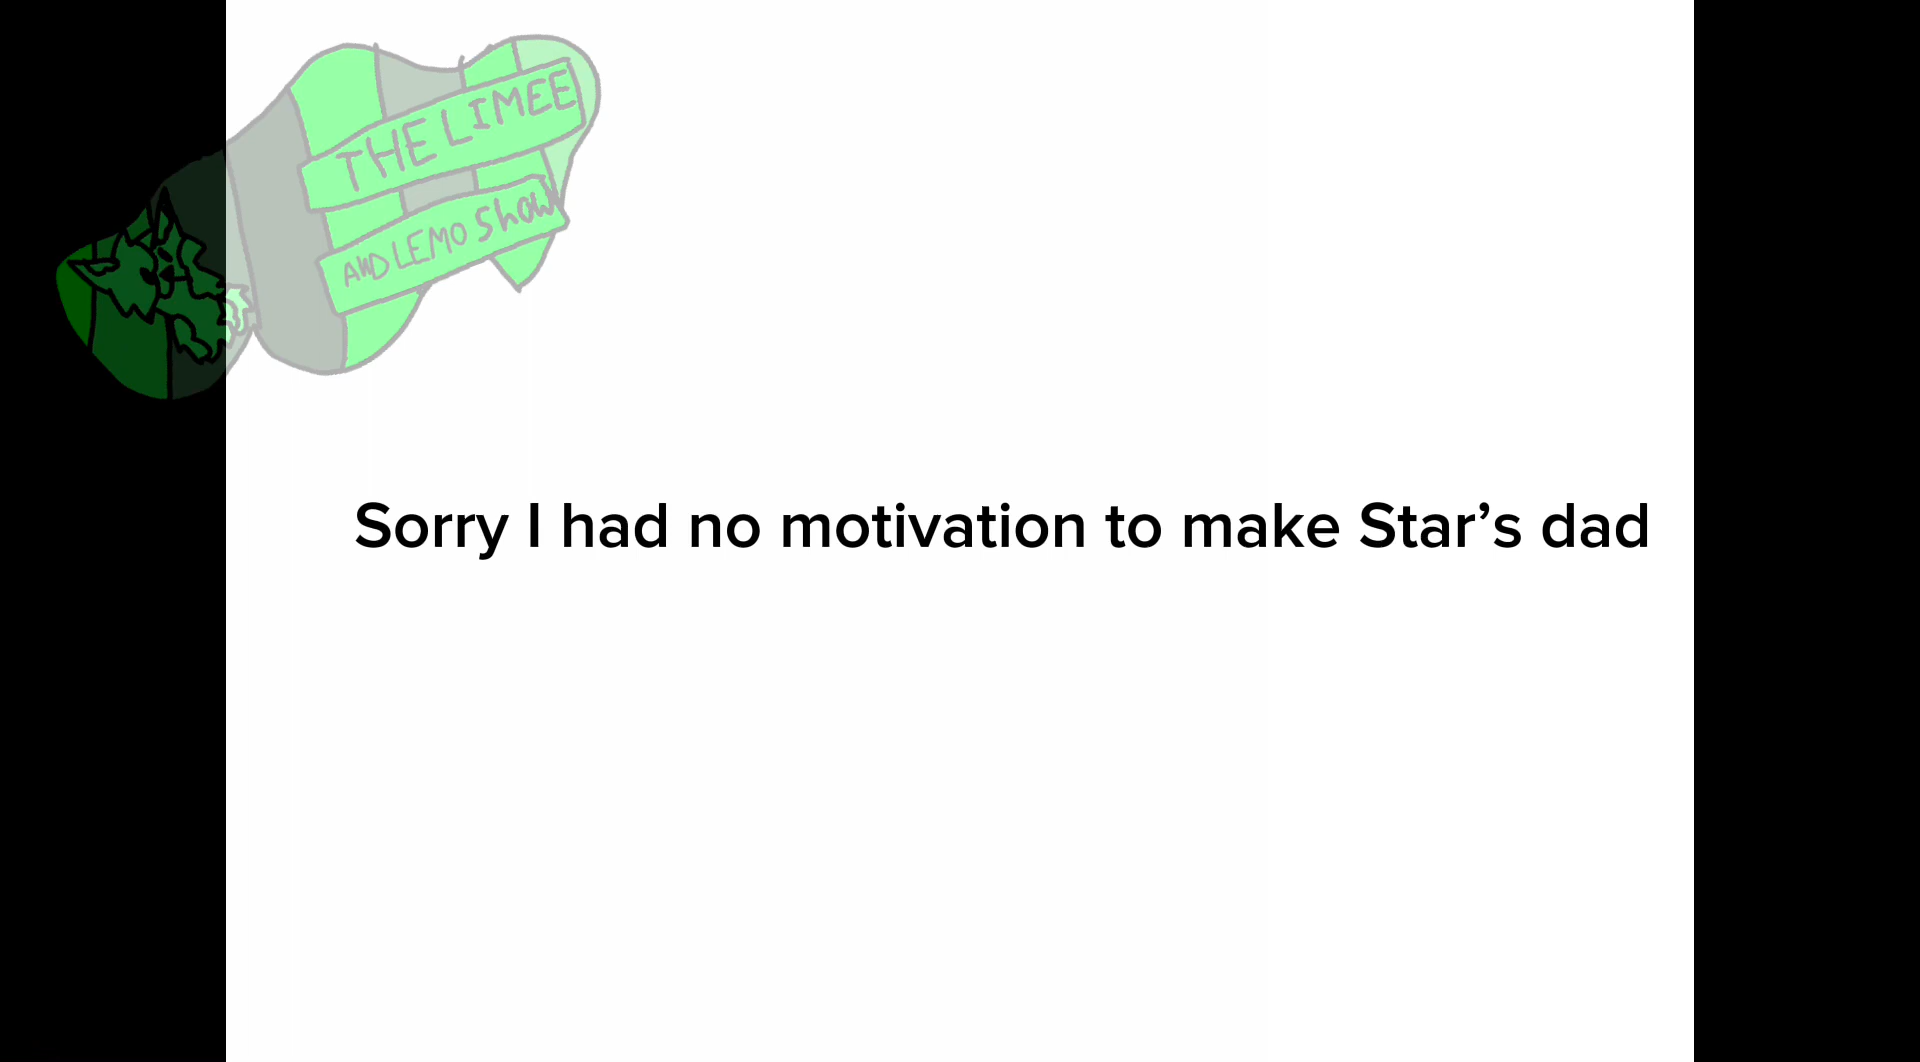 THE LIMEE
AND LEMO Show
Sorry I had no motivation to make Star’s dad